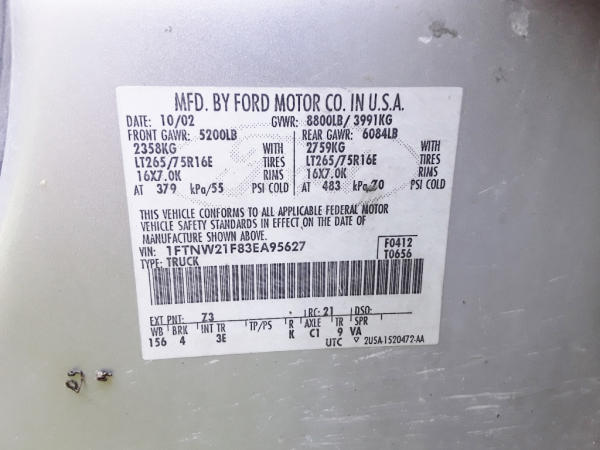 MFD. BY FORD MOTOR CO. IN U.S.A.
DATE: 10/02 GVWR: 8800LB/ 3991KG
FRONT GAWR: 5200LB REAR GAWR: 6084LB
2358KG WITH 2759KG WITH
LT265/75R16E TIRES LT265/75R16E TIRES
16X7.0K RIMS 16X7.0K RIMS
AT 379 kPa/55 PSI COLD AT 483 kPa/70 PSI COLD
THIS VEHICLE CONFORMS TO ALL APPLICABLE FEDERAL MOTOR
VEHICLE SAFETY STANDARDS IN EFFECT ON THE DATE OF
MANUFACTURE SHOWN ABOVE.
VIN: 1FTNW21F83EA95627 F0412
TYPE: TRUCK T0656
EXT PNT: Z3 RC: 21 DSO:
WB BRK INT TR TP/PS R AXLE TR SPR
156 4 3E K C1 9 VA
UTC ▽ 2USA-1520472-AA